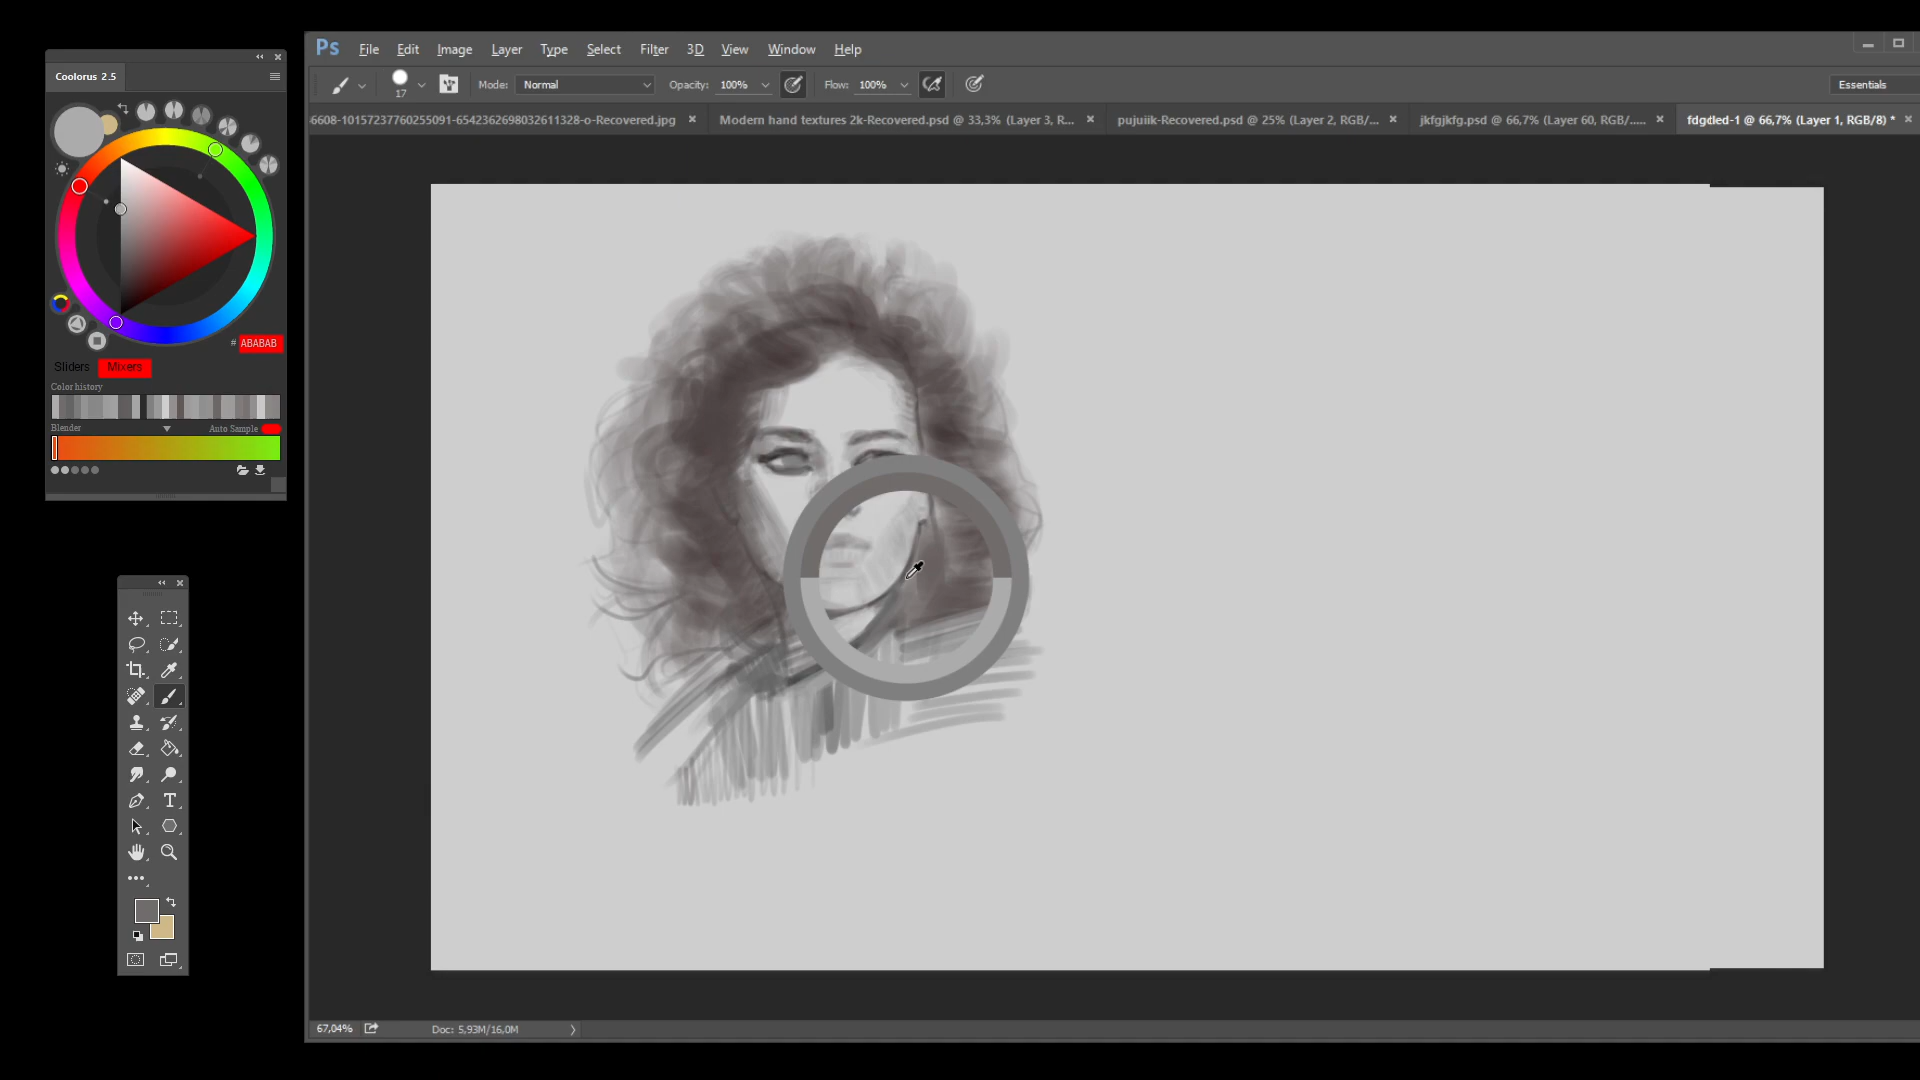 Coolorus 2.5
# ABABAB
Sliders Mixers
Color history
Blender Auto Sample
Ps File Edit Image Layer Type Select Filter 3D View Window Help
17 Mode: Normal Opacity: 100% Flow: 100% Essentials
6608-10157237760255091-6542362698032611328-o-Recovered.jpg × Modern hand textures 2k-Recovered.psd @ 33,3% (Layer 3, R... × pujuiik-Recovered.psd @ 25% (Layer 2, RGB/... × jkfgjkfg.psd @ 66,7% (Layer 60, RGB/..... × @ 66,7% (Layer 1, RGB/8) * ×
67,04% Doc: 5,93M/16,0M